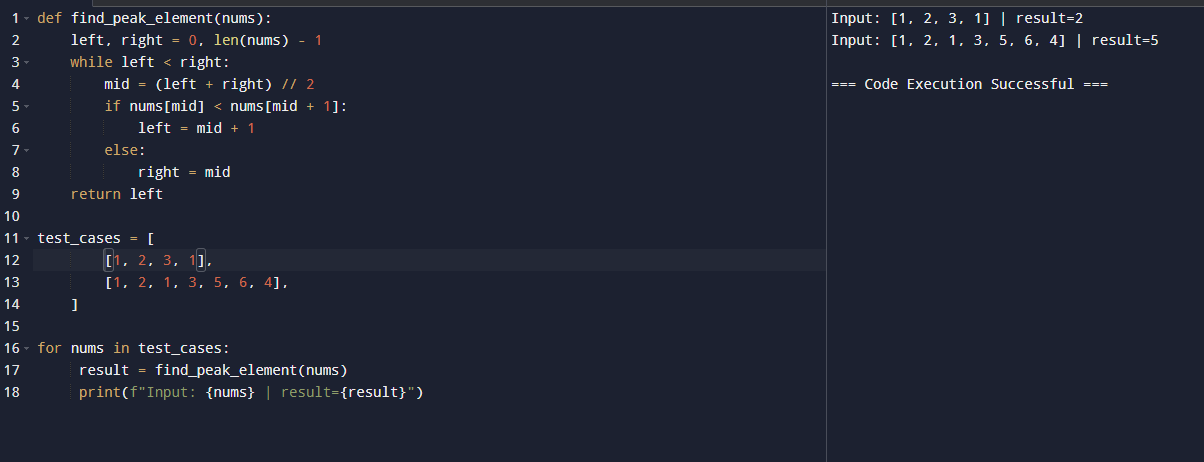 1 def find_peak_element(nums):
2     left, right = 0, len(nums) - 1
3     while left < right:
4         mid = (left + right) // 2
5         if nums[mid] < nums[mid + 1]:
6             left = mid + 1
7         else:
8             right = mid
9     return left
10
11 test_cases = [
12         [1, 2, 3, 1],
13         [1, 2, 1, 3, 5, 6, 4],
14     ]
15
16 for nums in test_cases:
17      result = find_peak_element(nums)
18      print(f"Input: {nums} | result={result}")
Input: [1, 2, 3, 1] | result=2
Input: [1, 2, 1, 3, 5, 6, 4] | result=5
=== Code Execution Successful ===